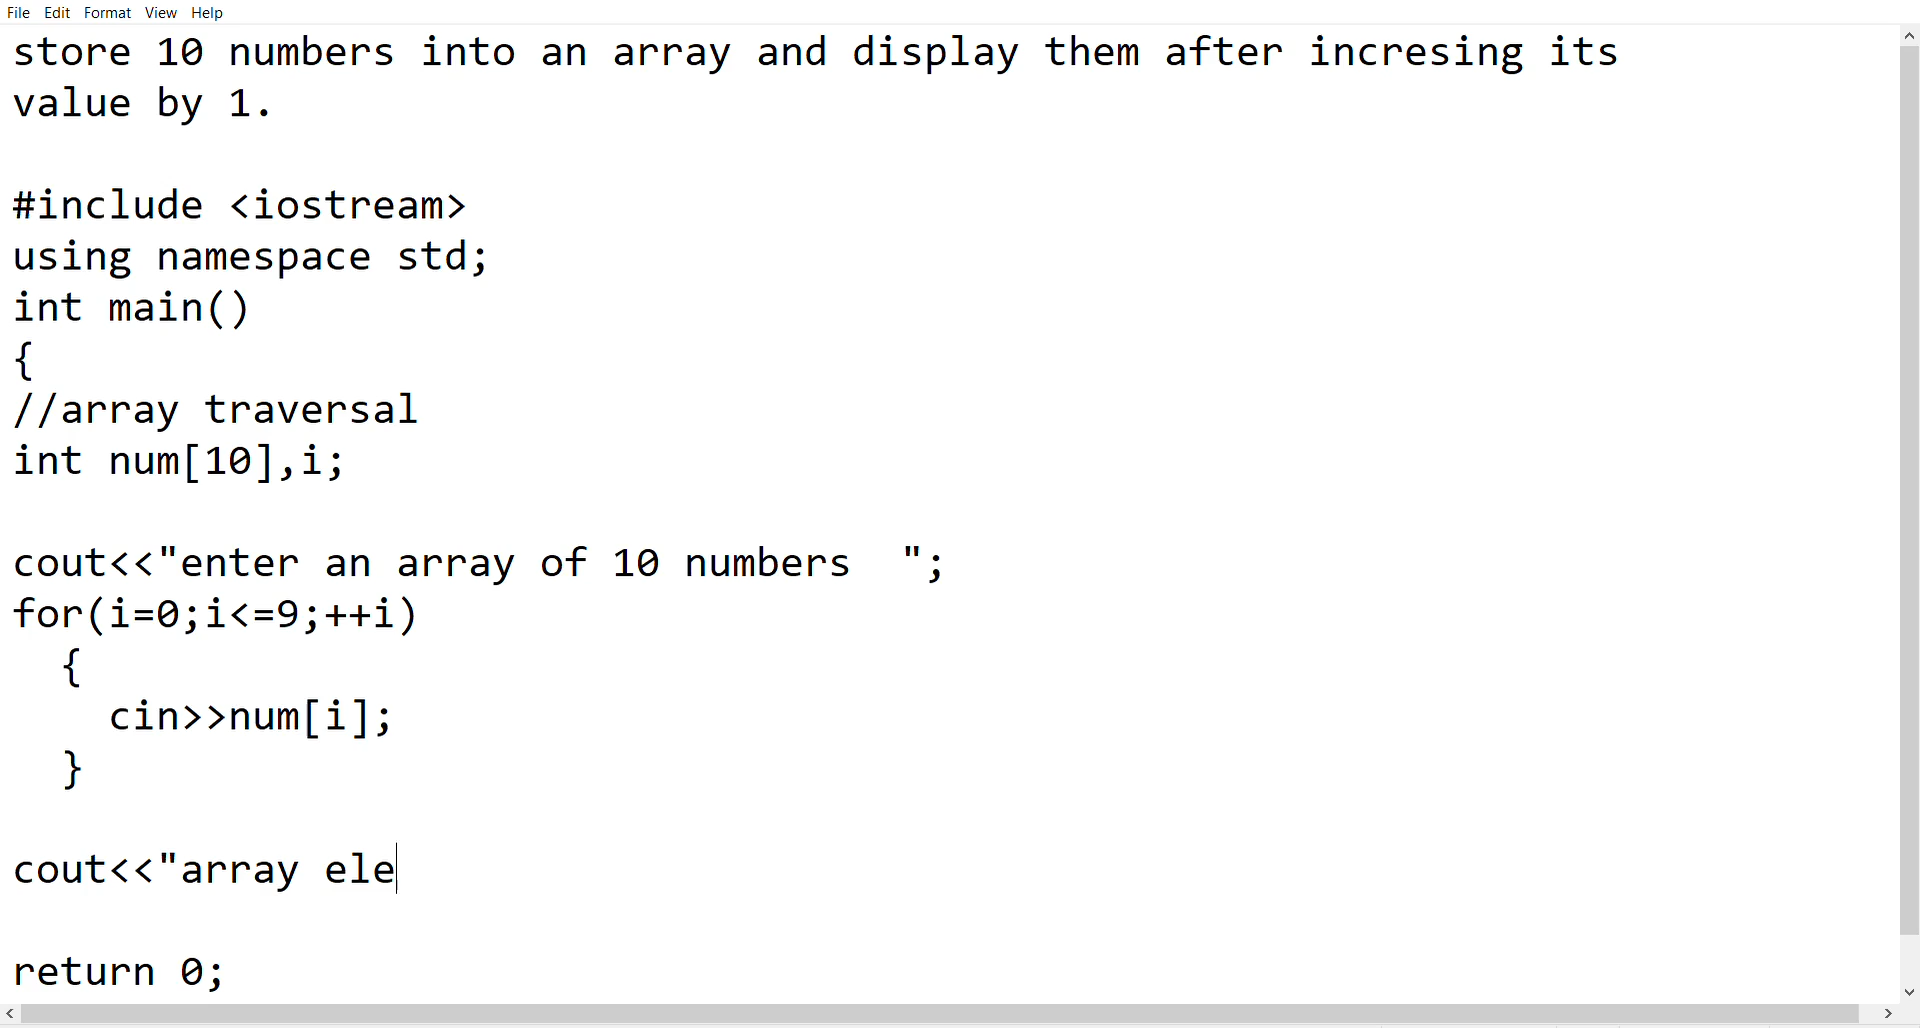 File Edit Format View Help
store 10 numbers into an array and display them after incresing its
value by 1.
#include <iostream>
using namespace std;
int main()
{
//array traversal
int num[10],i;
cout<<"enter an array of 10 numbers  ";
for(i=0;i<=9;++i)
  {
    cin>>num[i];
  }
cout<<"array ele
return 0;